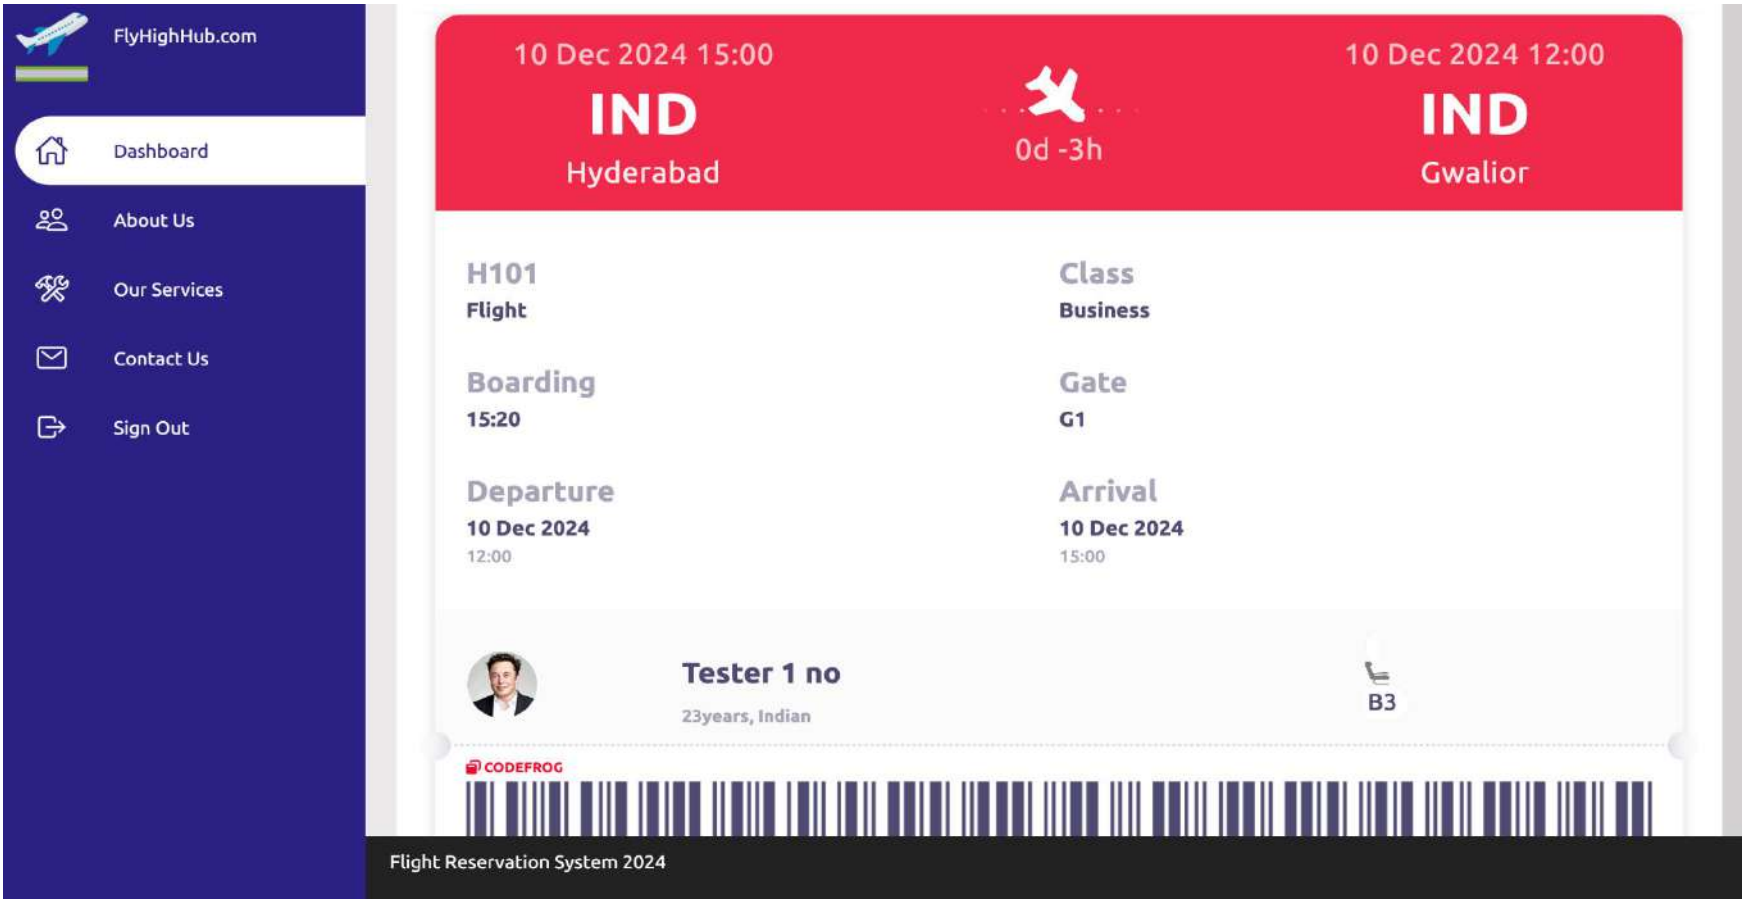 FlyHighHub.com
Dashboard
About Us
Our Services
Contact Us
Sign Out
10 Dec 2024 15:00
IND
Hyderabad
0d -3h
10 Dec 2024 12:00
IND
Gwalior
H101
Flight
Class
Business
Boarding
15:20
Gate
G1
Departure
10 Dec 2024
12:00
Arrival
10 Dec 2024
15:00
Tester 1 no
23years, Indian
B3
CODEFROG
Flight Reservation System 2024